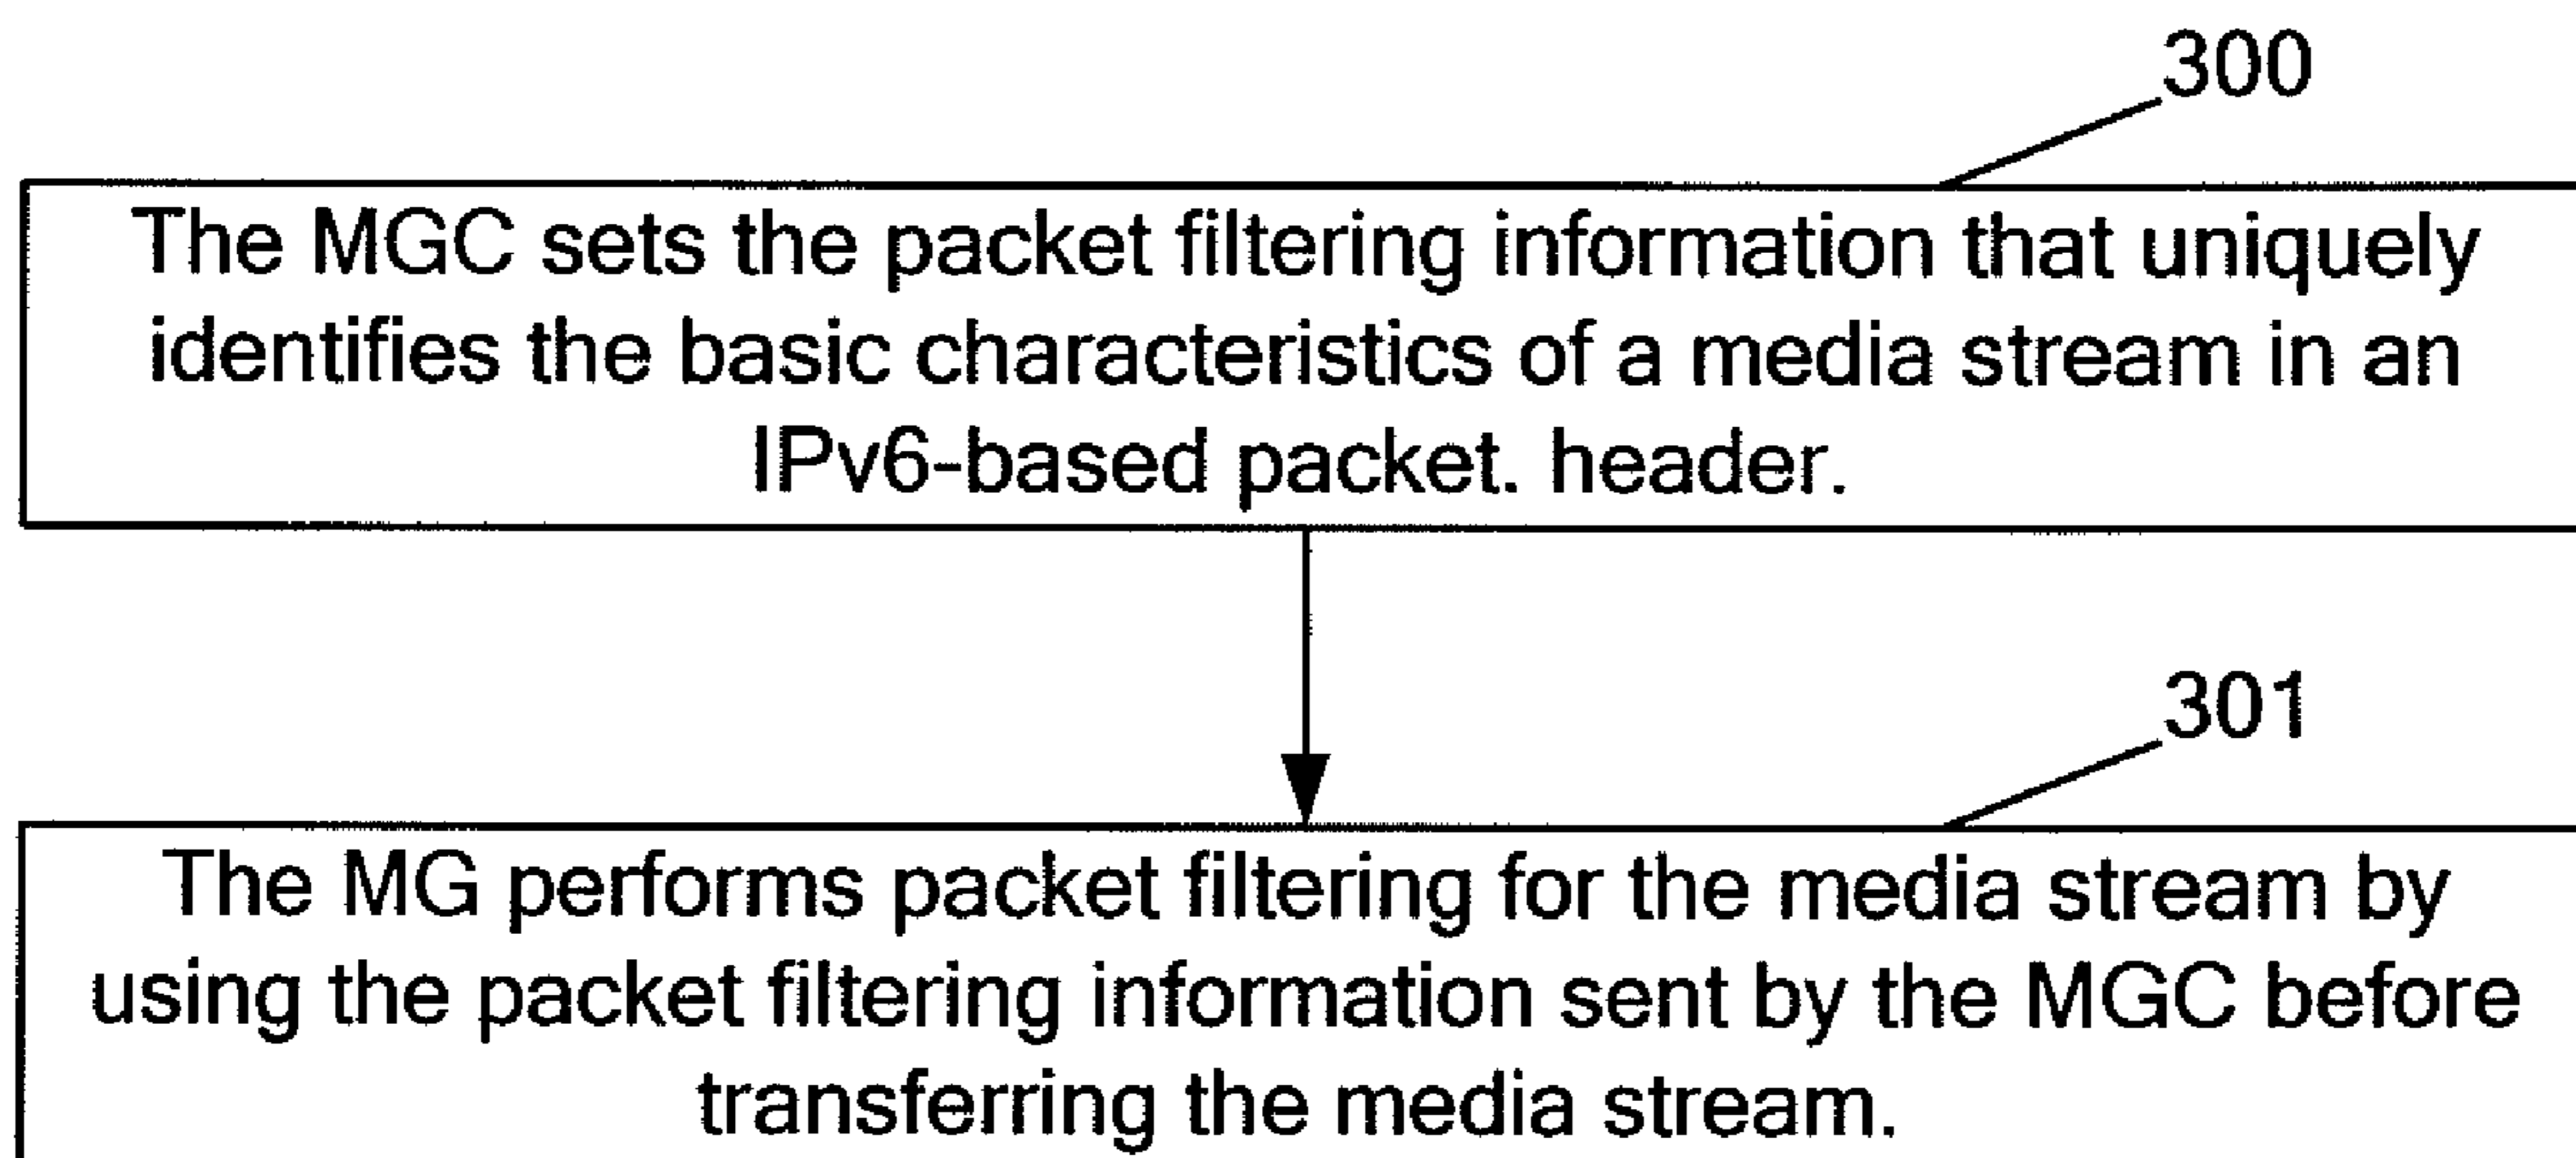 300
The MGC sets the packet filtering information that uniquely
identifies the basic characteristics of a media stream in an
IPv6-based packet. header.
301
The MG performs packet filtering for the media stream by
using the packet filtering information sent by the MGC before
transferring the media stream.